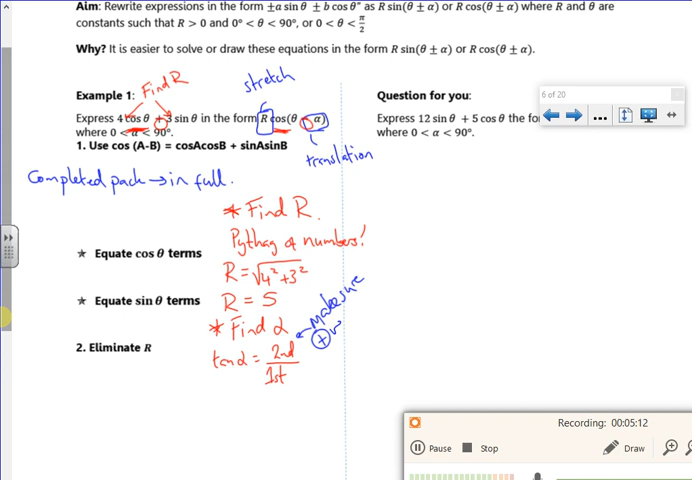 Aim: Rewrite expressions in the form ±a sin θ ± b cos θ" as R sin(θ ± α) or R cos(θ ± α) where R and θ are
constants such that R > 0 and 0° < θ < 90°, or 0 < θ < π/2
Why? It is easier to solve or draw these equations in the form R sin(θ ± α) or R cos(θ ± α).
Find R
stretch
Example 1:
Express 4 cos θ + 3 sin θ in the form R cos(θ - α)
where 0 < α < 90°.
translation
1. Use cos (A-B) = cosAcosB + sinAsinB
Completed pack → in full.
* Find R.
Pythag of numbers!
★ Equate cos θ terms
R = √4² + 3²
★ Equate sin θ terms
R = 5
* Find α
make sure
+ve
2. Eliminate R
tan α = 2nd/1st
Question for you:
Express 12 sin θ + 5 cos θ the fo
where 0 < α < 90°.
6 of 20
Recording: 00:05:12
Pause Stop Draw